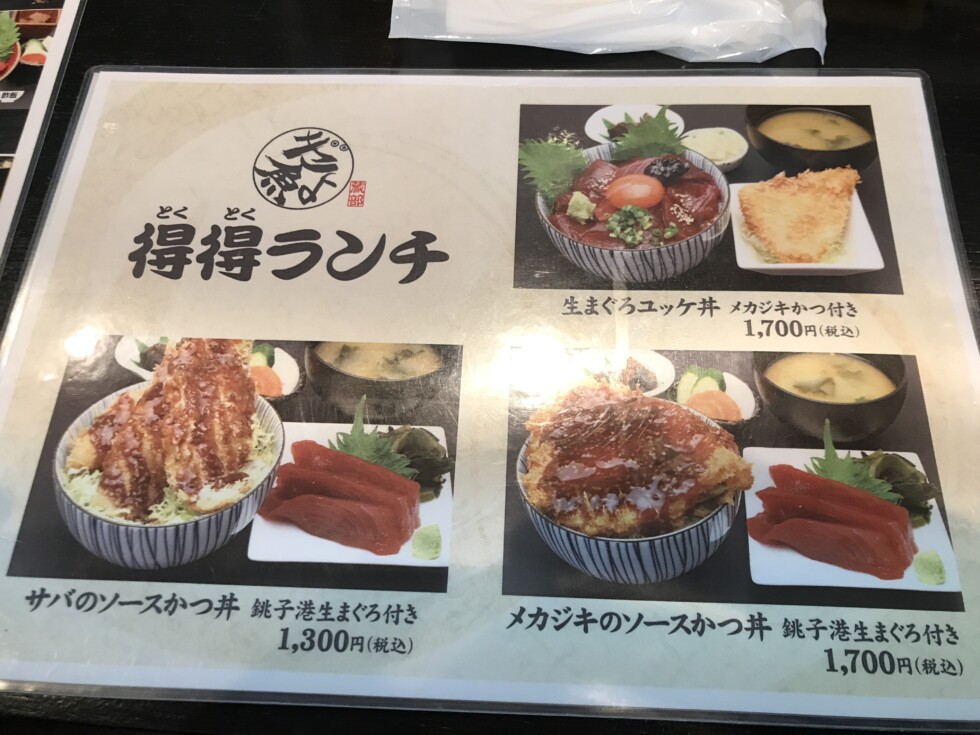 とく とく
得得ランチ
生まぐろユッケ丼 メカジキかつ付き
1,700円(税込)
サバのソースかつ丼 銚子港生まぐろ付き
1,300円(税込)
メカジキのソースかつ丼 銚子港生まぐろ付き
1,700円(税込)